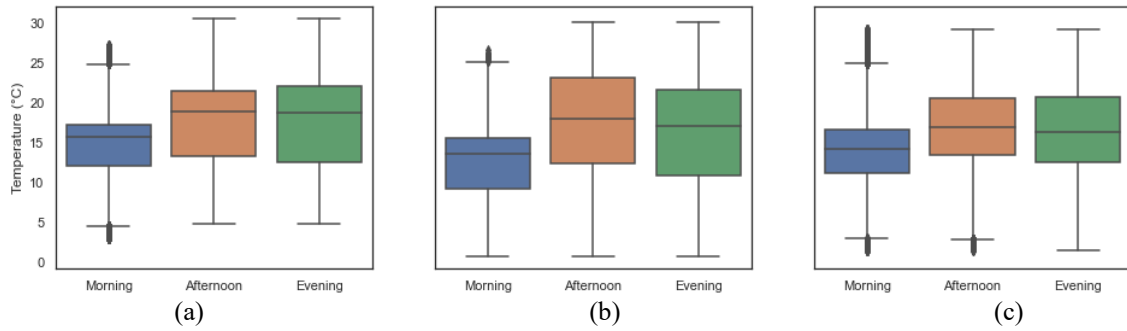 Temperature (°C)
30
25
20
15
10
5
0
Morning Afternoon Evening
Morning Afternoon Evening
Morning Afternoon Evening
(a) (b) (c)